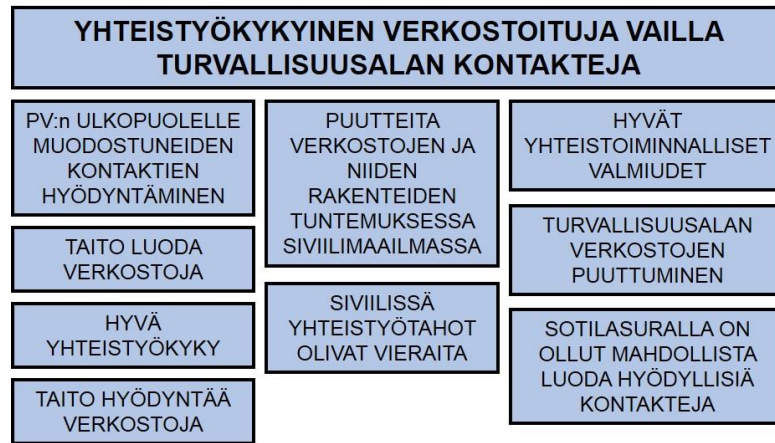 YHTEISTYÖKYKYINEN VERKOSTOITUJA VAILLA
TURVALLISUUSALAN KONTAKTEJA
PV:n ULKOPUOLELLE
MUODOSTUNEIDEN
KONTAKTIEN
HYÖDYNTÄMINEN
TAITO LUODA
VERKOSTOJA
HYVÄ
YHTEISTYÖKYKY
TAITO HYÖDYNTÄÄ
VERKOSTOJA
PUUTTEITA
VERKOSTOJEN JA
NIIDEN
RAKENTEIDEN
TUNTEMUKSESSA
SIVIILIMAAILMASSA
SIVIILISSÄ
YHTEISTYÖTAHOT
OLIVAT VIERAITA
HYVÄT
YHTEISTOIMINNALLISET
VALMIUDET
TURVALLISUUSALAN
VERKOSTOJEN
PUUTTUMINEN
SOTILASURALLA ON
OLLUT MAHDOLLISTA
LUODA HYÖDYLLISIÄ
KONTAKTEJA